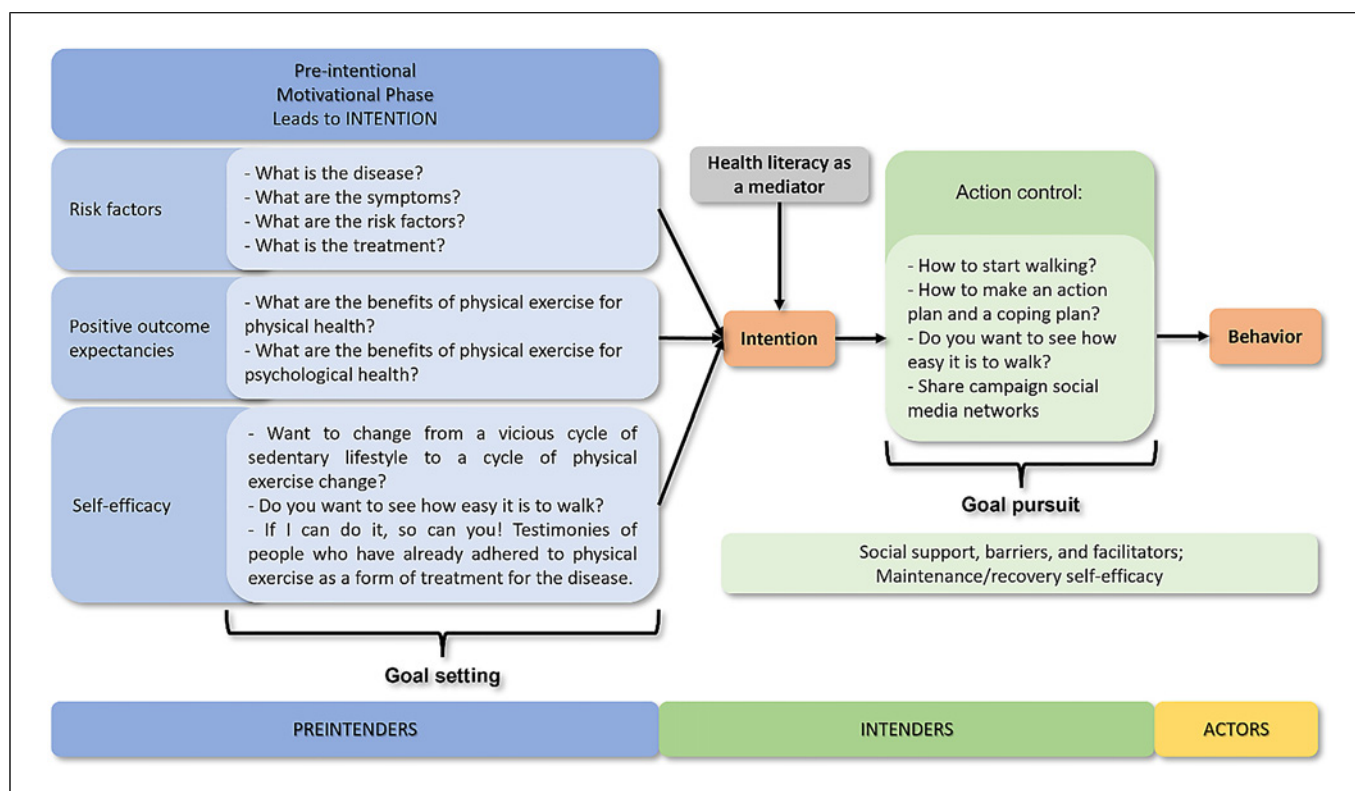 Pre-intentional
Motivational Phase
Leads to INTENTION
Risk factors
- What is the disease?
- What are the symptoms?
- What are the risk factors?
- What is the treatment?
Positive outcome
expectancies
- What are the benefits of physical exercise for
physical health?
- What are the benefits of physical exercise for
psychological health?
Self-efficacy
- Want to change from a vicious cycle of
sedentary lifestyle to a cycle of physical
exercise change?
- Do you want to see how easy it is to walk?
- If I can do it, so can you! Testimonies of
people who have already adhered to physical
exercise as a form of treatment for the disease.
Goal setting
Health literacy as
a mediator
Intention
Action control:
- How to start walking?
- How to make an action
plan and a coping plan?
- Do you want to see how
easy it is to walk?
- Share campaign social
media networks
Behavior
Goal pursuit
Social support, barriers, and facilitators;
Maintenance/recovery self-efficacy
PREINTENDERS
INTENDERS
ACTORS